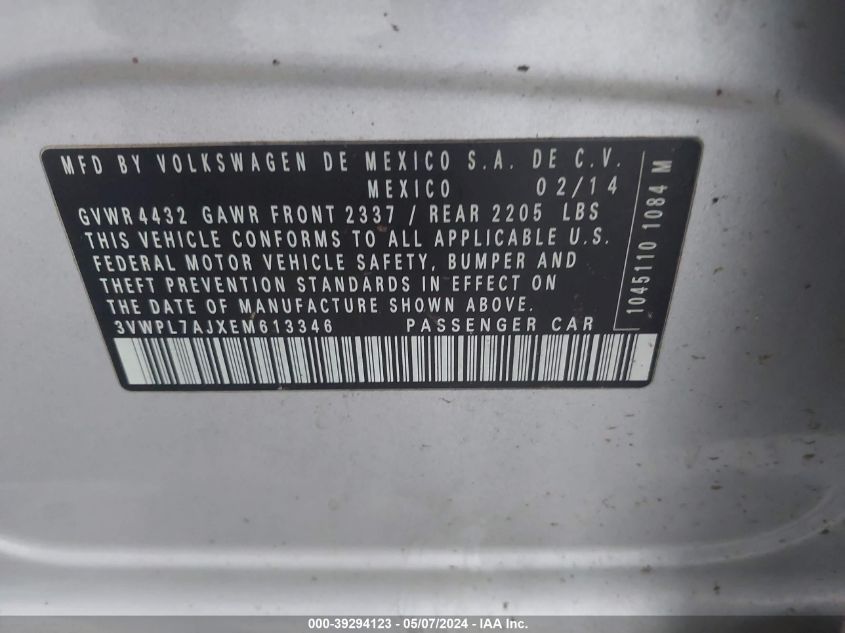 MFD BY VOLKSWAGEN DE MEXICO S.A. DE C.V.
MEXICO 02/14
GVWR 4432 GAWR FRONT 2337 / REAR 2205 LBS
THIS VEHICLE CONFORMS TO ALL APPLICABLE U.S.
FEDERAL MOTOR VEHICLE SAFETY, BUMPER AND
THEFT PREVENTION STANDARDS IN EFFECT ON
THE DATE OF MANUFACTURE SHOWN ABOVE.
3VWPL7AJXEM613346 PASSENGER CAR
1045110 1084 M
000-39294123 - 05/07/2024 - IAA Inc.